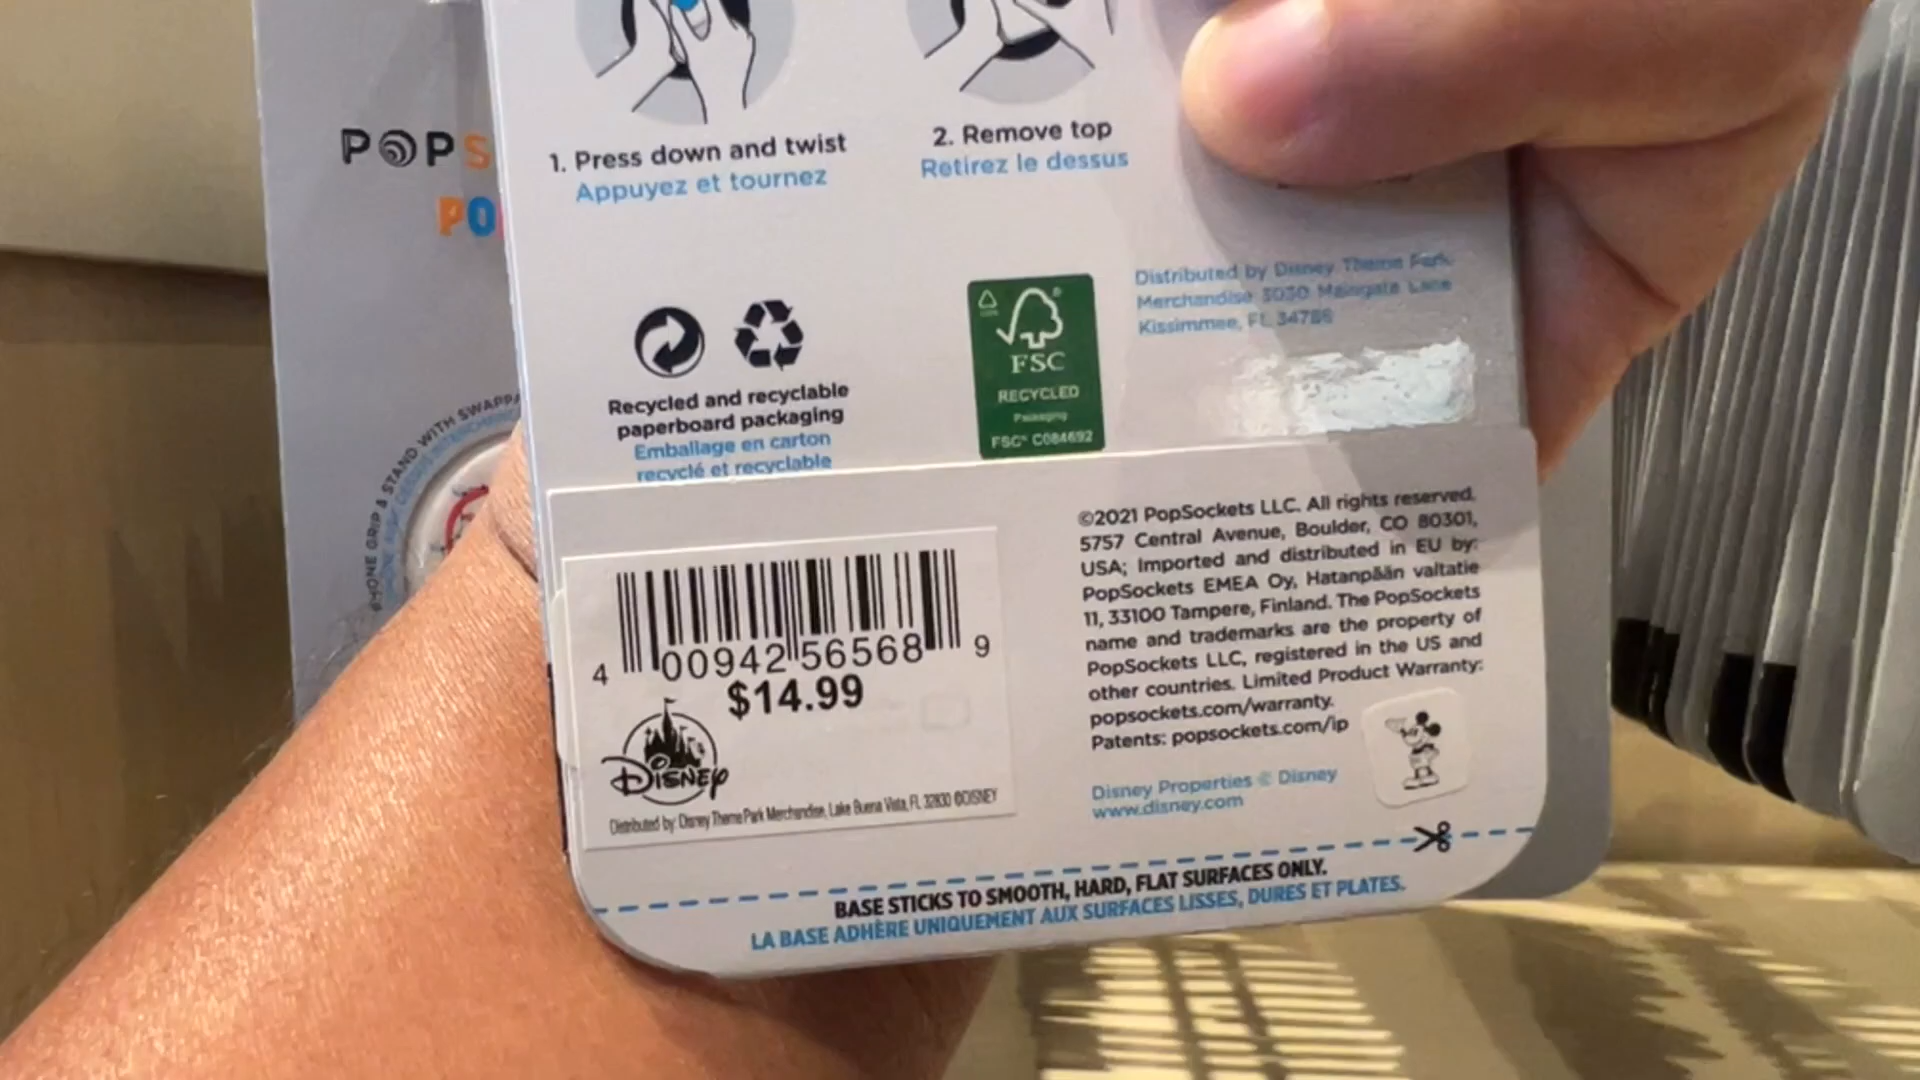 POPS
PO
1. Press down and twist
Appuyez et tournez
2. Remove top
Retirez le dessus
Distributed by Disney Theme Park
Merchandise 3030 Maingate Lane
Kissimmee, FL 34786
FSC
RECYCLED
Packaging
FSC® C084692
Recycled and recyclable
paperboard packaging
Emballage en carton
recyclé et recyclable
STAND WITH SWAPPA
PHONE GRIP &
4 00942 56568 9
$14.99
DISNEY
Distributed by: Disney Theme Park Merchandise, Lake Buena Vista, FL 32830 ©DISNEY
©2021 PopSockets LLC. All rights reserved.
5757 Central Avenue, Boulder, CO 80301,
USA; Imported and distributed in EU by:
PopSockets EMEA Oy, Hatanpään valtatie
11, 33100 Tampere, Finland. The PopSockets
name and trademarks are the property of
PopSockets LLC, registered in the US and
other countries. Limited Product Warranty:
popsockets.com/warranty.
Patents: popsockets.com/ip
Disney Properties © Disney
www.disney.com
BASE STICKS TO SMOOTH, HARD, FLAT SURFACES ONLY.
LA BASE ADHÈRE UNIQUEMENT AUX SURFACES LISSES, DURES ET PLATES.